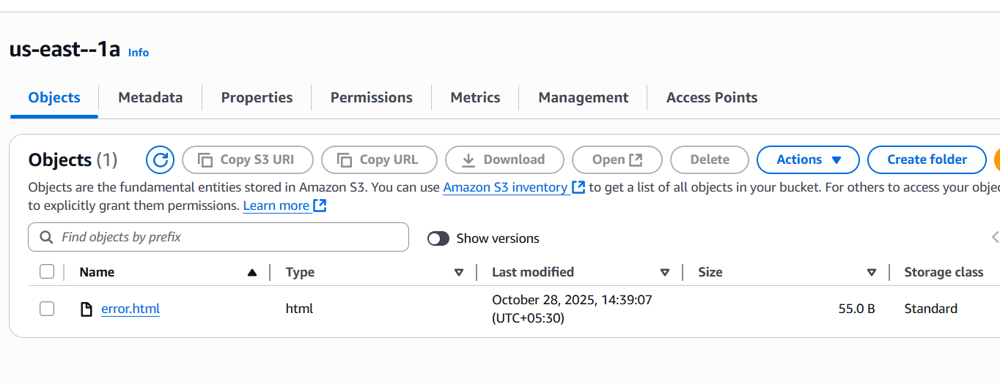 us-east--1a Info
Objects Metadata Properties Permissions Metrics Management Access Points
Objects (1) Copy S3 URI Copy URL Download Open Delete Actions Create folder
Objects are the fundamental entities stored in Amazon S3. You can use Amazon S3 inventory to get a list of all objects in your bucket. For others to access your
to explicitly grant them permissions. Learn more
Find objects by prefix Show versions
Name Type Last modified Size Storage class
error.html html October 28, 2025, 14:39:07 55.0 B Standard
(UTC+05:30)